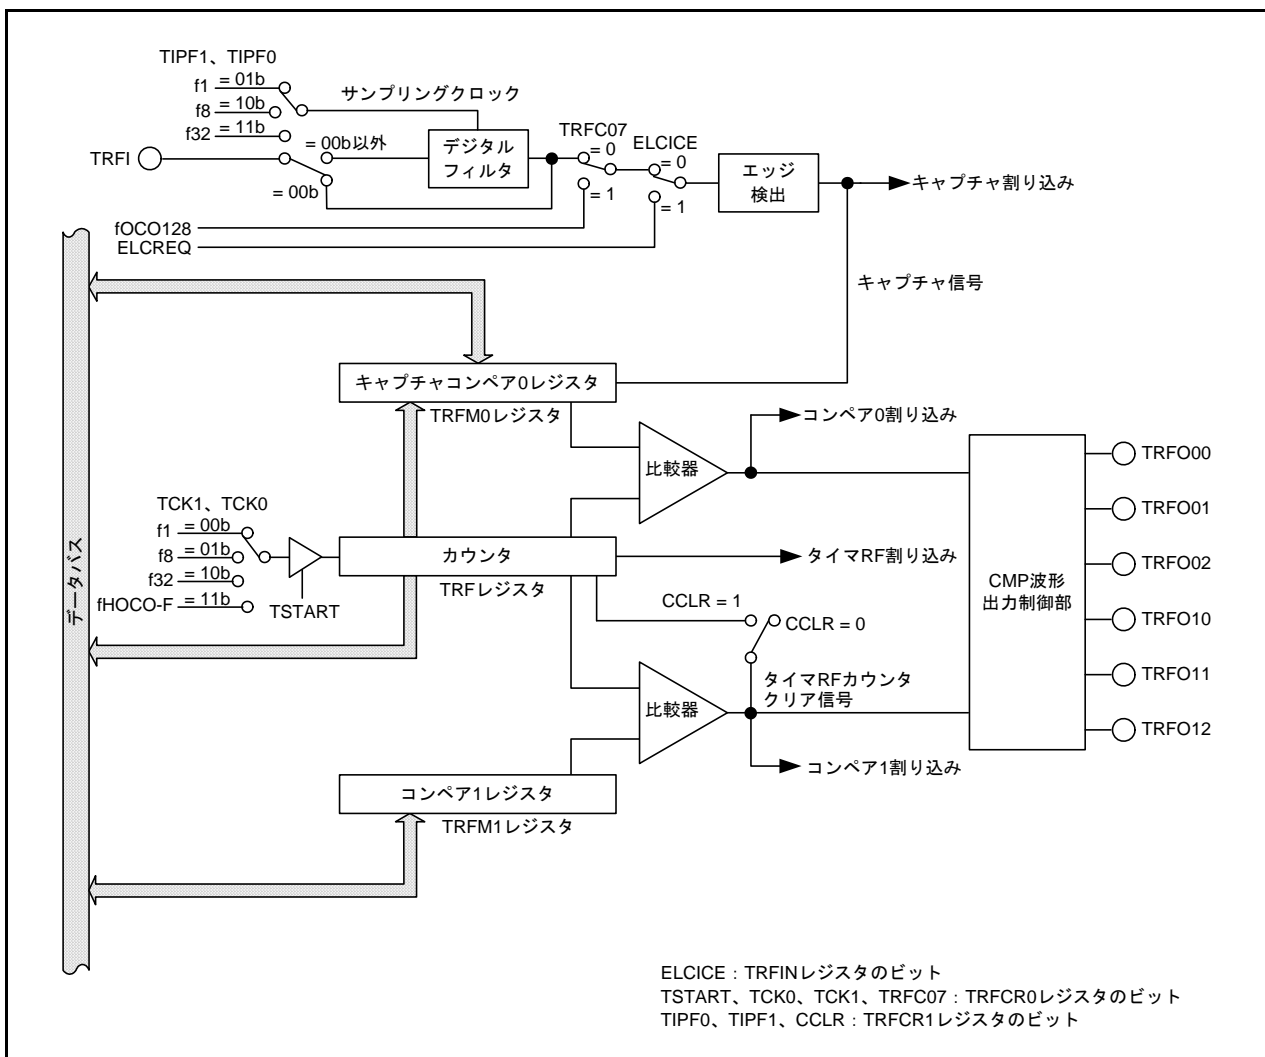 TIPF1、TIPF0
f1 = 01b
f8 = 10b
f32 = 11b
サンプリングクロック
TRFI
= 00b以外
= 00b
デジタル
フィルタ
TRFC07
= 0
= 1
ELCICE
= 0
= 1
エッジ
検出
キャプチャ割り込み
fOCO128
ELCREQ
キャプチャ信号
キャプチャコンペア0レジスタ
TRFM0レジスタ
コンペア0割り込み
比較器
TCK1、TCK0
f1 = 00b
f8 = 01b
f32 = 10b
fHOCO-F = 11b
TSTART
カウンタ
TRFレジスタ
タイマRF割り込み
CCLR = 1
CCLR = 0
タイマRFカウンタ
クリア信号
比較器
コンペア1割り込み
コンペア1レジスタ
TRFM1レジスタ
データバス
CMP波形
出力制御部
TRFO00
TRFO01
TRFO02
TRFO10
TRFO11
TRFO12
ELCICE：TRFINレジスタのビット
TSTART、TCK0、TCK1、TRFC07：TRFCR0レジスタのビット
TIPF0、TIPF1、CCLR：TRFCR1レジスタのビット